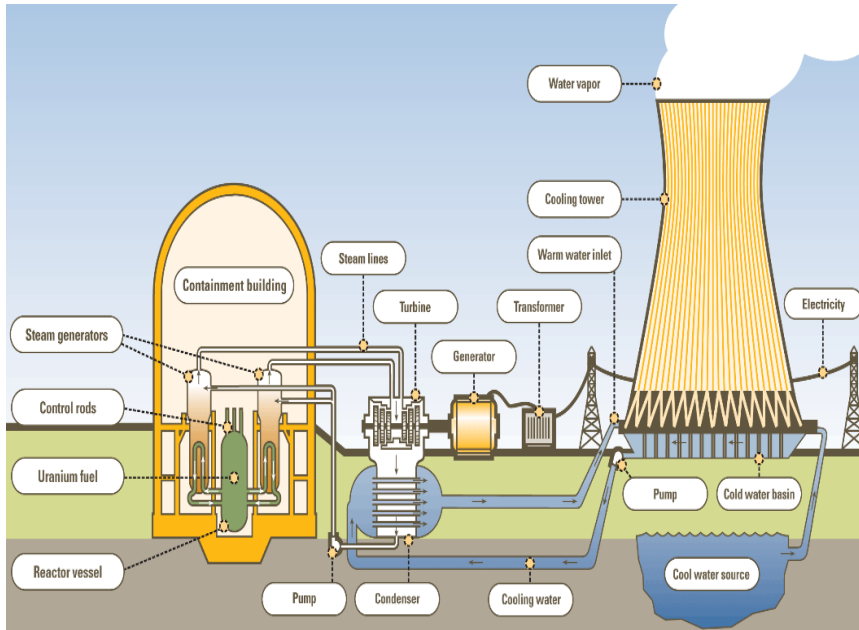 Water vapor
Cooling tower
Steam lines
Warm water inlet
Containment building
Turbine
Transformer
Electricity
Steam generators
Generator
Control rods
Uranium fuel
Pump
Cold water basin
Reactor vessel
Cool water source
Pump
Condenser
Cooling water